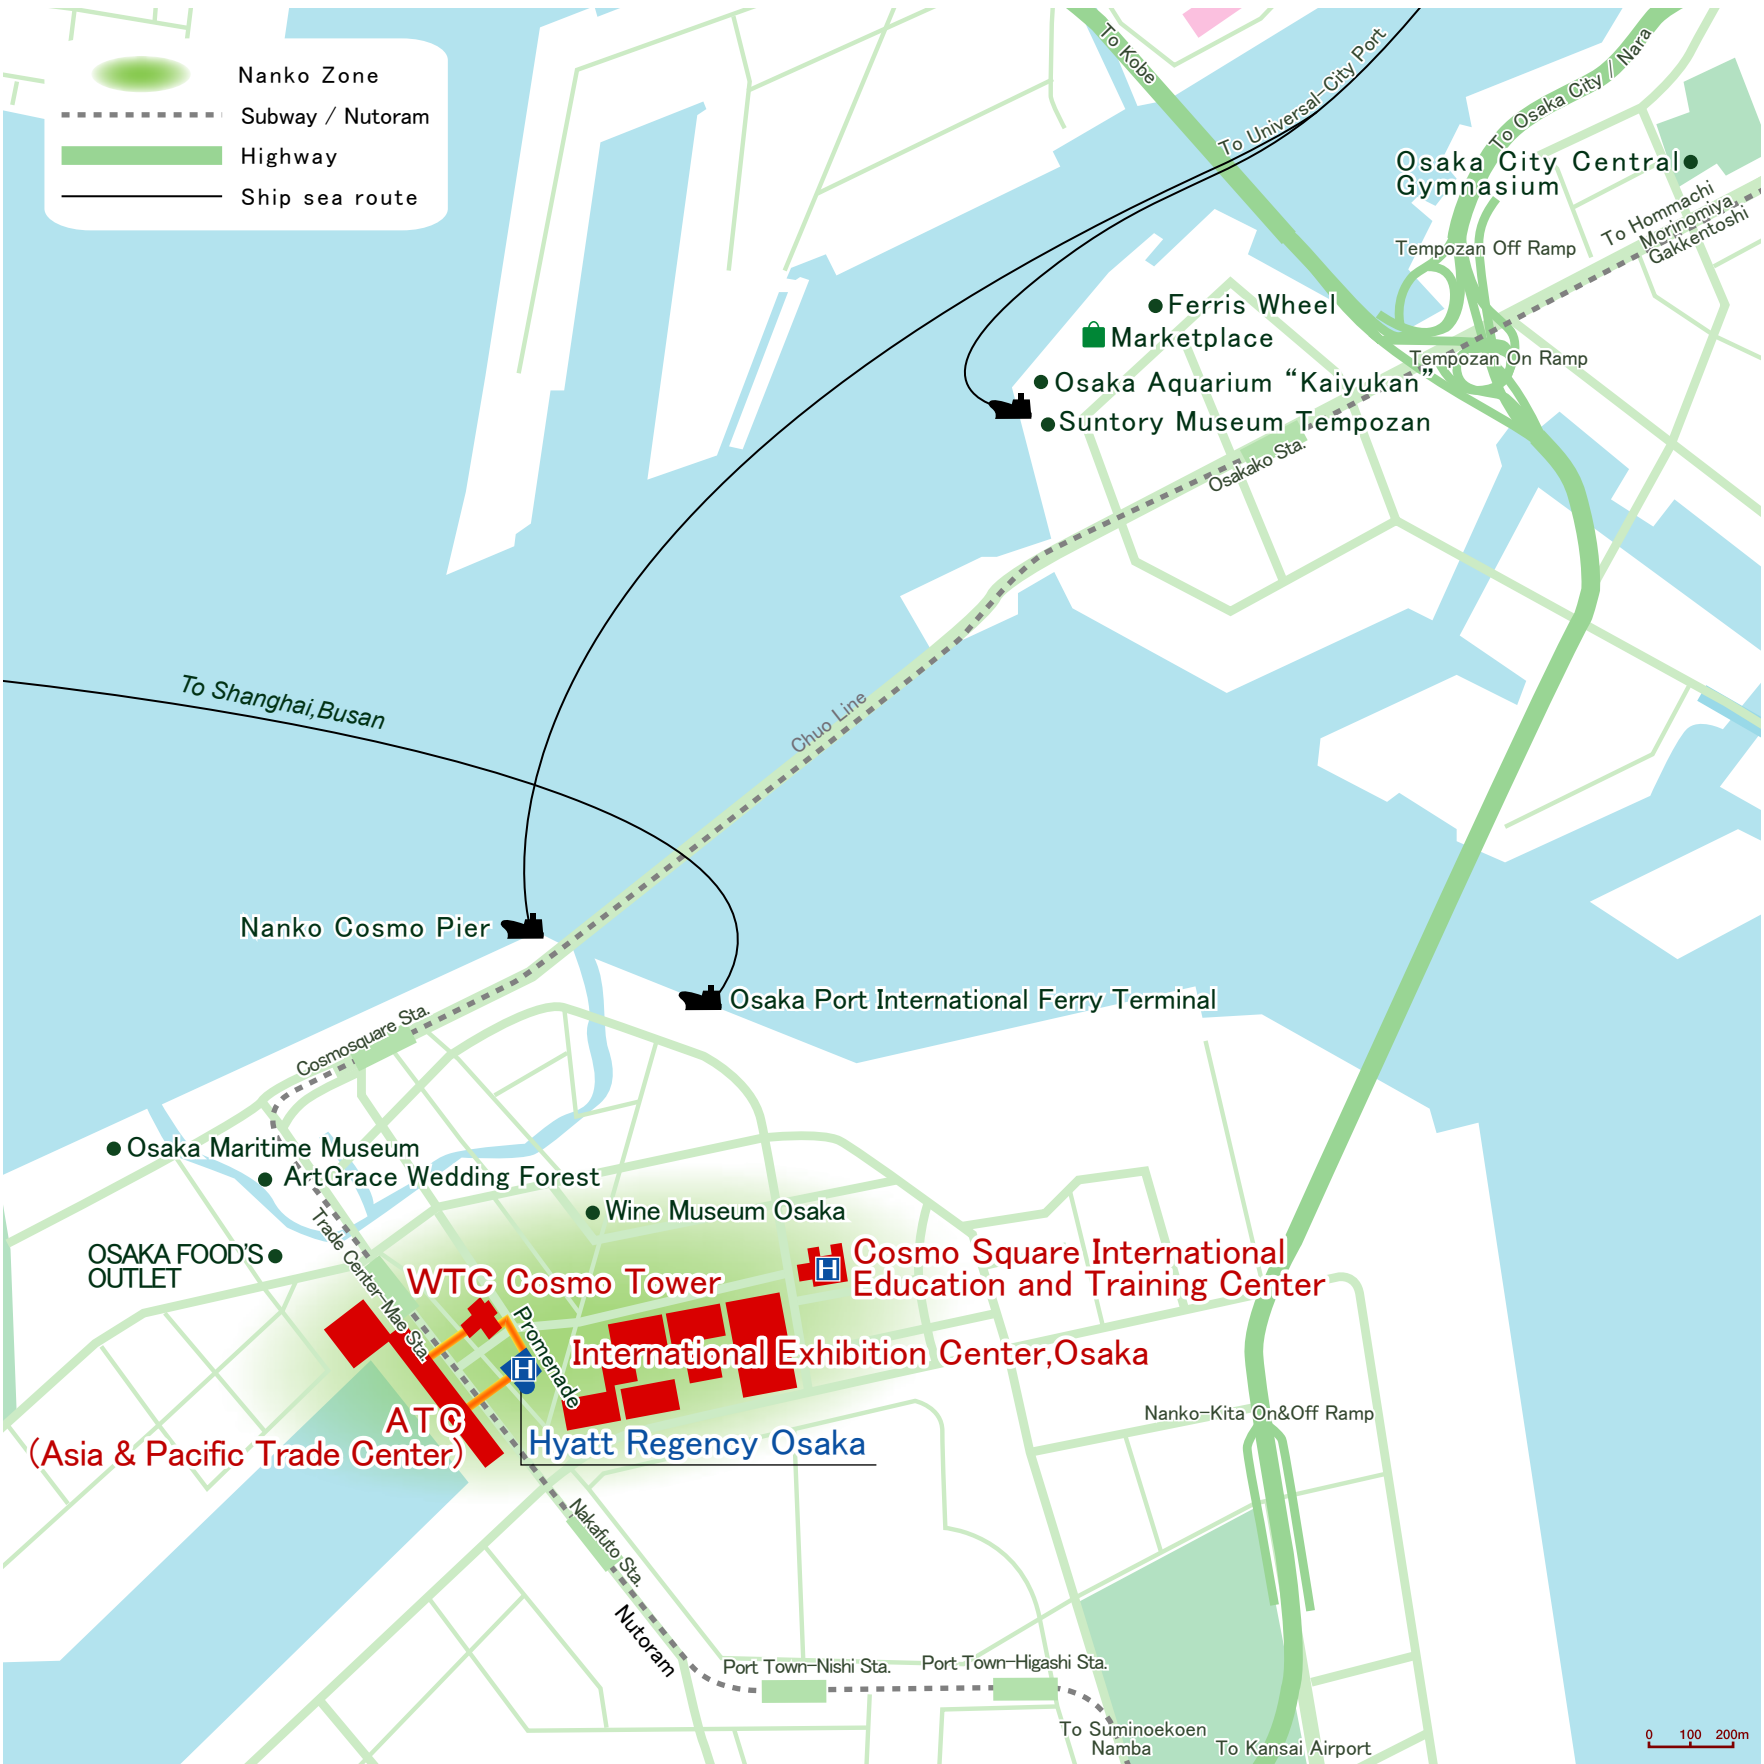 Nanko Zone
Subway / Nutoram
Highway
Ship sea route
To Kobe
To Universal-City Port
To Osaka City / Nara
Osaka City Central
Gymnasium
To Hommachi
Morinomiya
Gakkentoshi
Tempozan Off Ramp
Ferris Wheel
Marketplace
Tempozan On Ramp
Osaka Aquarium “Kaiyukan”
Suntory Museum Tempozan
Osakako Sta.
To Shanghai,Busan
Chuo Line
Nanko Cosmo Pier
Osaka Port International Ferry Terminal
Cosmosquare Sta.
Osaka Maritime Museum
ArtGrace Wedding Forest
Wine Museum Osaka
Trade Center-Mae Sta.
OSAKA FOOD'S
OUTLET
WTC Cosmo Tower
H
Cosmo Square International
Education and Training Center
Promenade
International Exhibition Center,Osaka
H
ATC
(Asia & Pacific Trade Center)
Hyatt Regency Osaka
Nanko-Kita On&Off Ramp
Nakafuto Sta.
Nutoram
Port Town-Nishi Sta.
Port Town-Higashi Sta.
To Suminoekoen
Namba
To Kansai Airport
0 100 200m